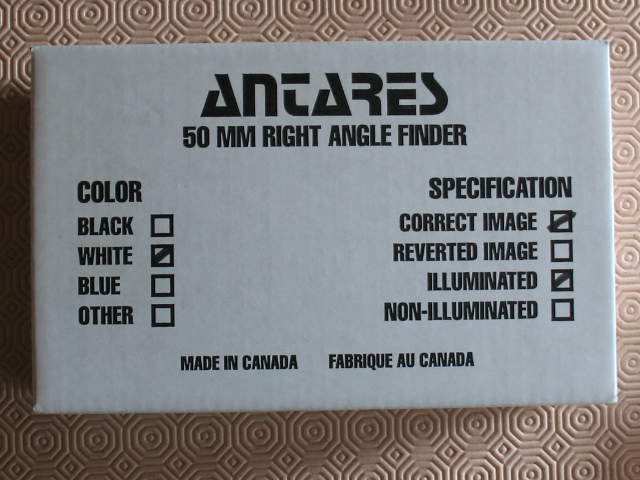 ANTARES
50 MM RIGHT ANGLE FINDER
COLOR
BLACK
WHITE
BLUE
OTHER
SPECIFICATION
CORRECT IMAGE
REVERTED IMAGE
ILLUMINATED
NON-ILLUMINATED
MADE IN CANADA FABRIQUE AU CANADA